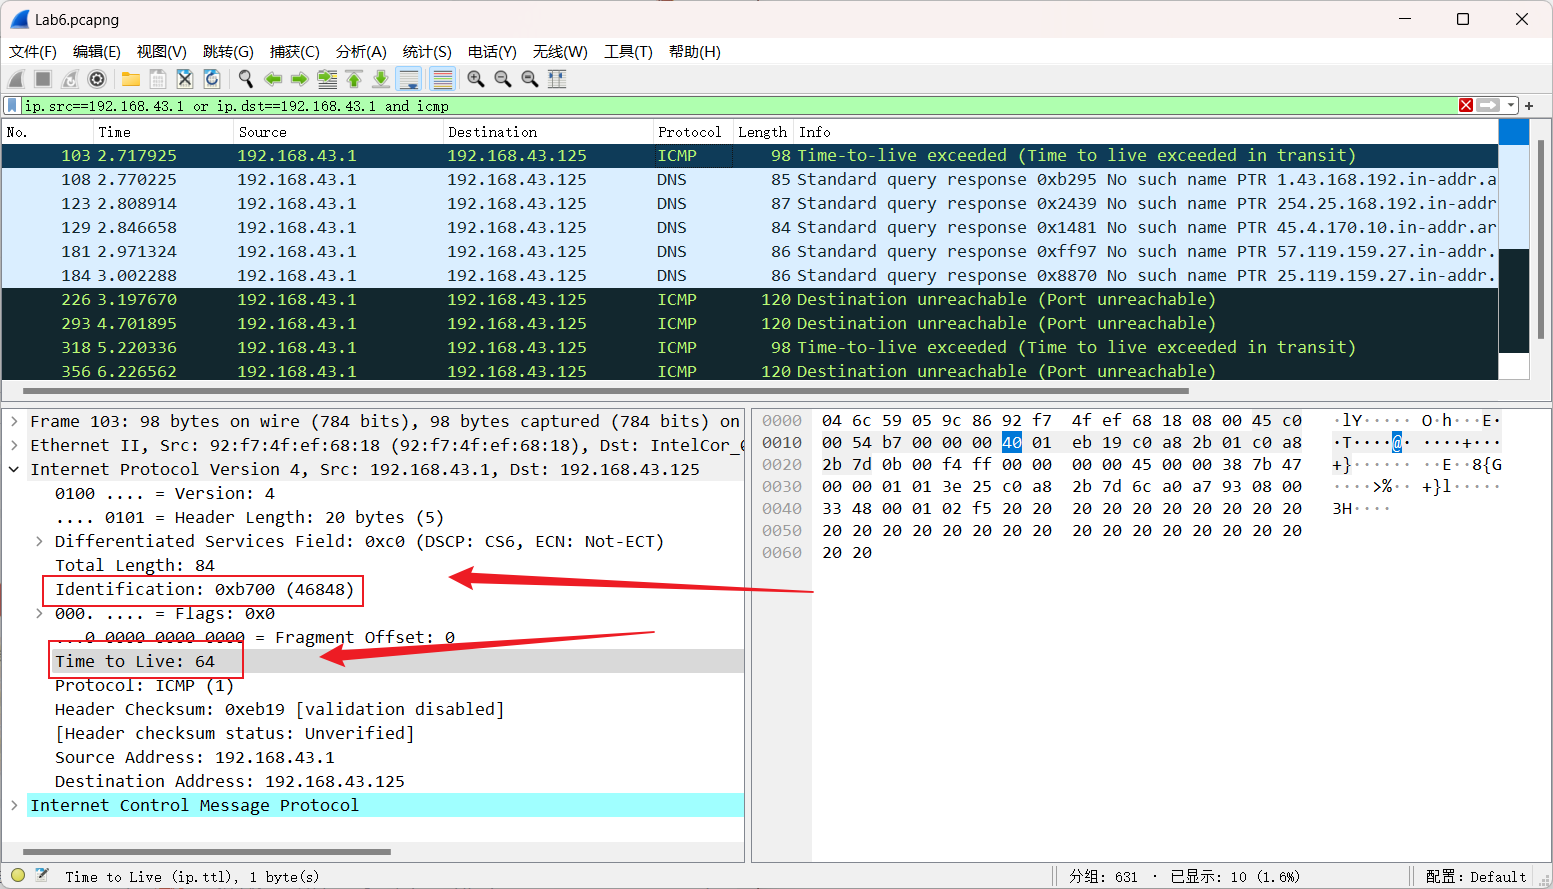 Lab6.pcapng
文件(F) 编辑(E) 视图(V) 跳转(G) 捕获(C) 分析(A) 统计(S) 电话(Y) 无线(W) 工具(T) 帮助(H)
ip.src==192.168.43.1 or ip.dst==192.168.43.1 and icmp
No. Time Source Destination Protocol Length Info
103 2.717925 192.168.43.1 192.168.43.125 ICMP 98 Time-to-live exceeded (Time to live exceeded in transit)
108 2.770225 192.168.43.1 192.168.43.125 DNS 85 Standard query response 0xb295 No such name PTR 1.43.168.192.in-addr.a
123 2.808914 192.168.43.1 192.168.43.125 DNS 87 Standard query response 0x2439 No such name PTR 254.25.168.192.in-addr
129 2.846658 192.168.43.1 192.168.43.125 DNS 84 Standard query response 0x1481 No such name PTR 45.4.170.10.in-addr.ar
181 2.971324 192.168.43.1 192.168.43.125 DNS 86 Standard query response 0xff97 No such name PTR 57.119.159.27.in-addr.
184 3.002288 192.168.43.1 192.168.43.125 DNS 86 Standard query response 0x8870 No such name PTR 25.119.159.27.in-addr.
226 3.197670 192.168.43.1 192.168.43.125 ICMP 120 Destination unreachable (Port unreachable)
293 4.701895 192.168.43.1 192.168.43.125 ICMP 120 Destination unreachable (Port unreachable)
318 5.220336 192.168.43.1 192.168.43.125 ICMP 98 Time-to-live exceeded (Time to live exceeded in transit)
356 6.226562 192.168.43.1 192.168.43.125 ICMP 120 Destination unreachable (Port unreachable)
Frame 103: 98 bytes on wire (784 bits), 98 bytes captured (784 bits) on
Ethernet II, Src: 92:f7:4f:ef:68:18 (92:f7:4f:ef:68:18), Dst: IntelCor_0
Internet Protocol Version 4, Src: 192.168.43.1, Dst: 192.168.43.125
0100 .... = Version: 4
.... 0101 = Header Length: 20 bytes (5)
Differentiated Services Field: 0xc0 (DSCP: CS6, ECN: Not-ECT)
Total Length: 84
Identification: 0xb700 (46848)
000. .... = Flags: 0x0
...0 0000 0000 0000 = Fragment Offset: 0
Time to Live: 64
Protocol: ICMP (1)
Header Checksum: 0xeb19 [validation disabled]
[Header checksum status: Unverified]
Source Address: 192.168.43.1
Destination Address: 192.168.43.125
Internet Control Message Protocol
0000 04 6c 59 05 9c 86 92 f7 4f ef 68 18 08 00 45 c0 ·lY····· O·h···E·
0010 00 54 b7 00 00 00 40 01 eb 19 c0 a8 2b 01 c0 a8 ·T····@· ····+···
0020 2b 7d 0b 00 f4 ff 00 00 00 00 45 00 00 38 7b 47 +}······ ··E··8{G
0030 00 00 01 01 3e 25 c0 a8 2b 7d 6c a0 a7 93 08 00 ····>%·· +}l·····
0040 33 48 00 01 02 f5 20 20 20 20 20 20 20 20 20 20 3H····
0050 20 20 20 20 20 20 20 20 20 20 20 20 20 20 20 20
0060 20 20
Time to Live (ip.ttl), 1 byte(s) 分组: 631 · 已显示: 10 (1.6%) 配置: Default